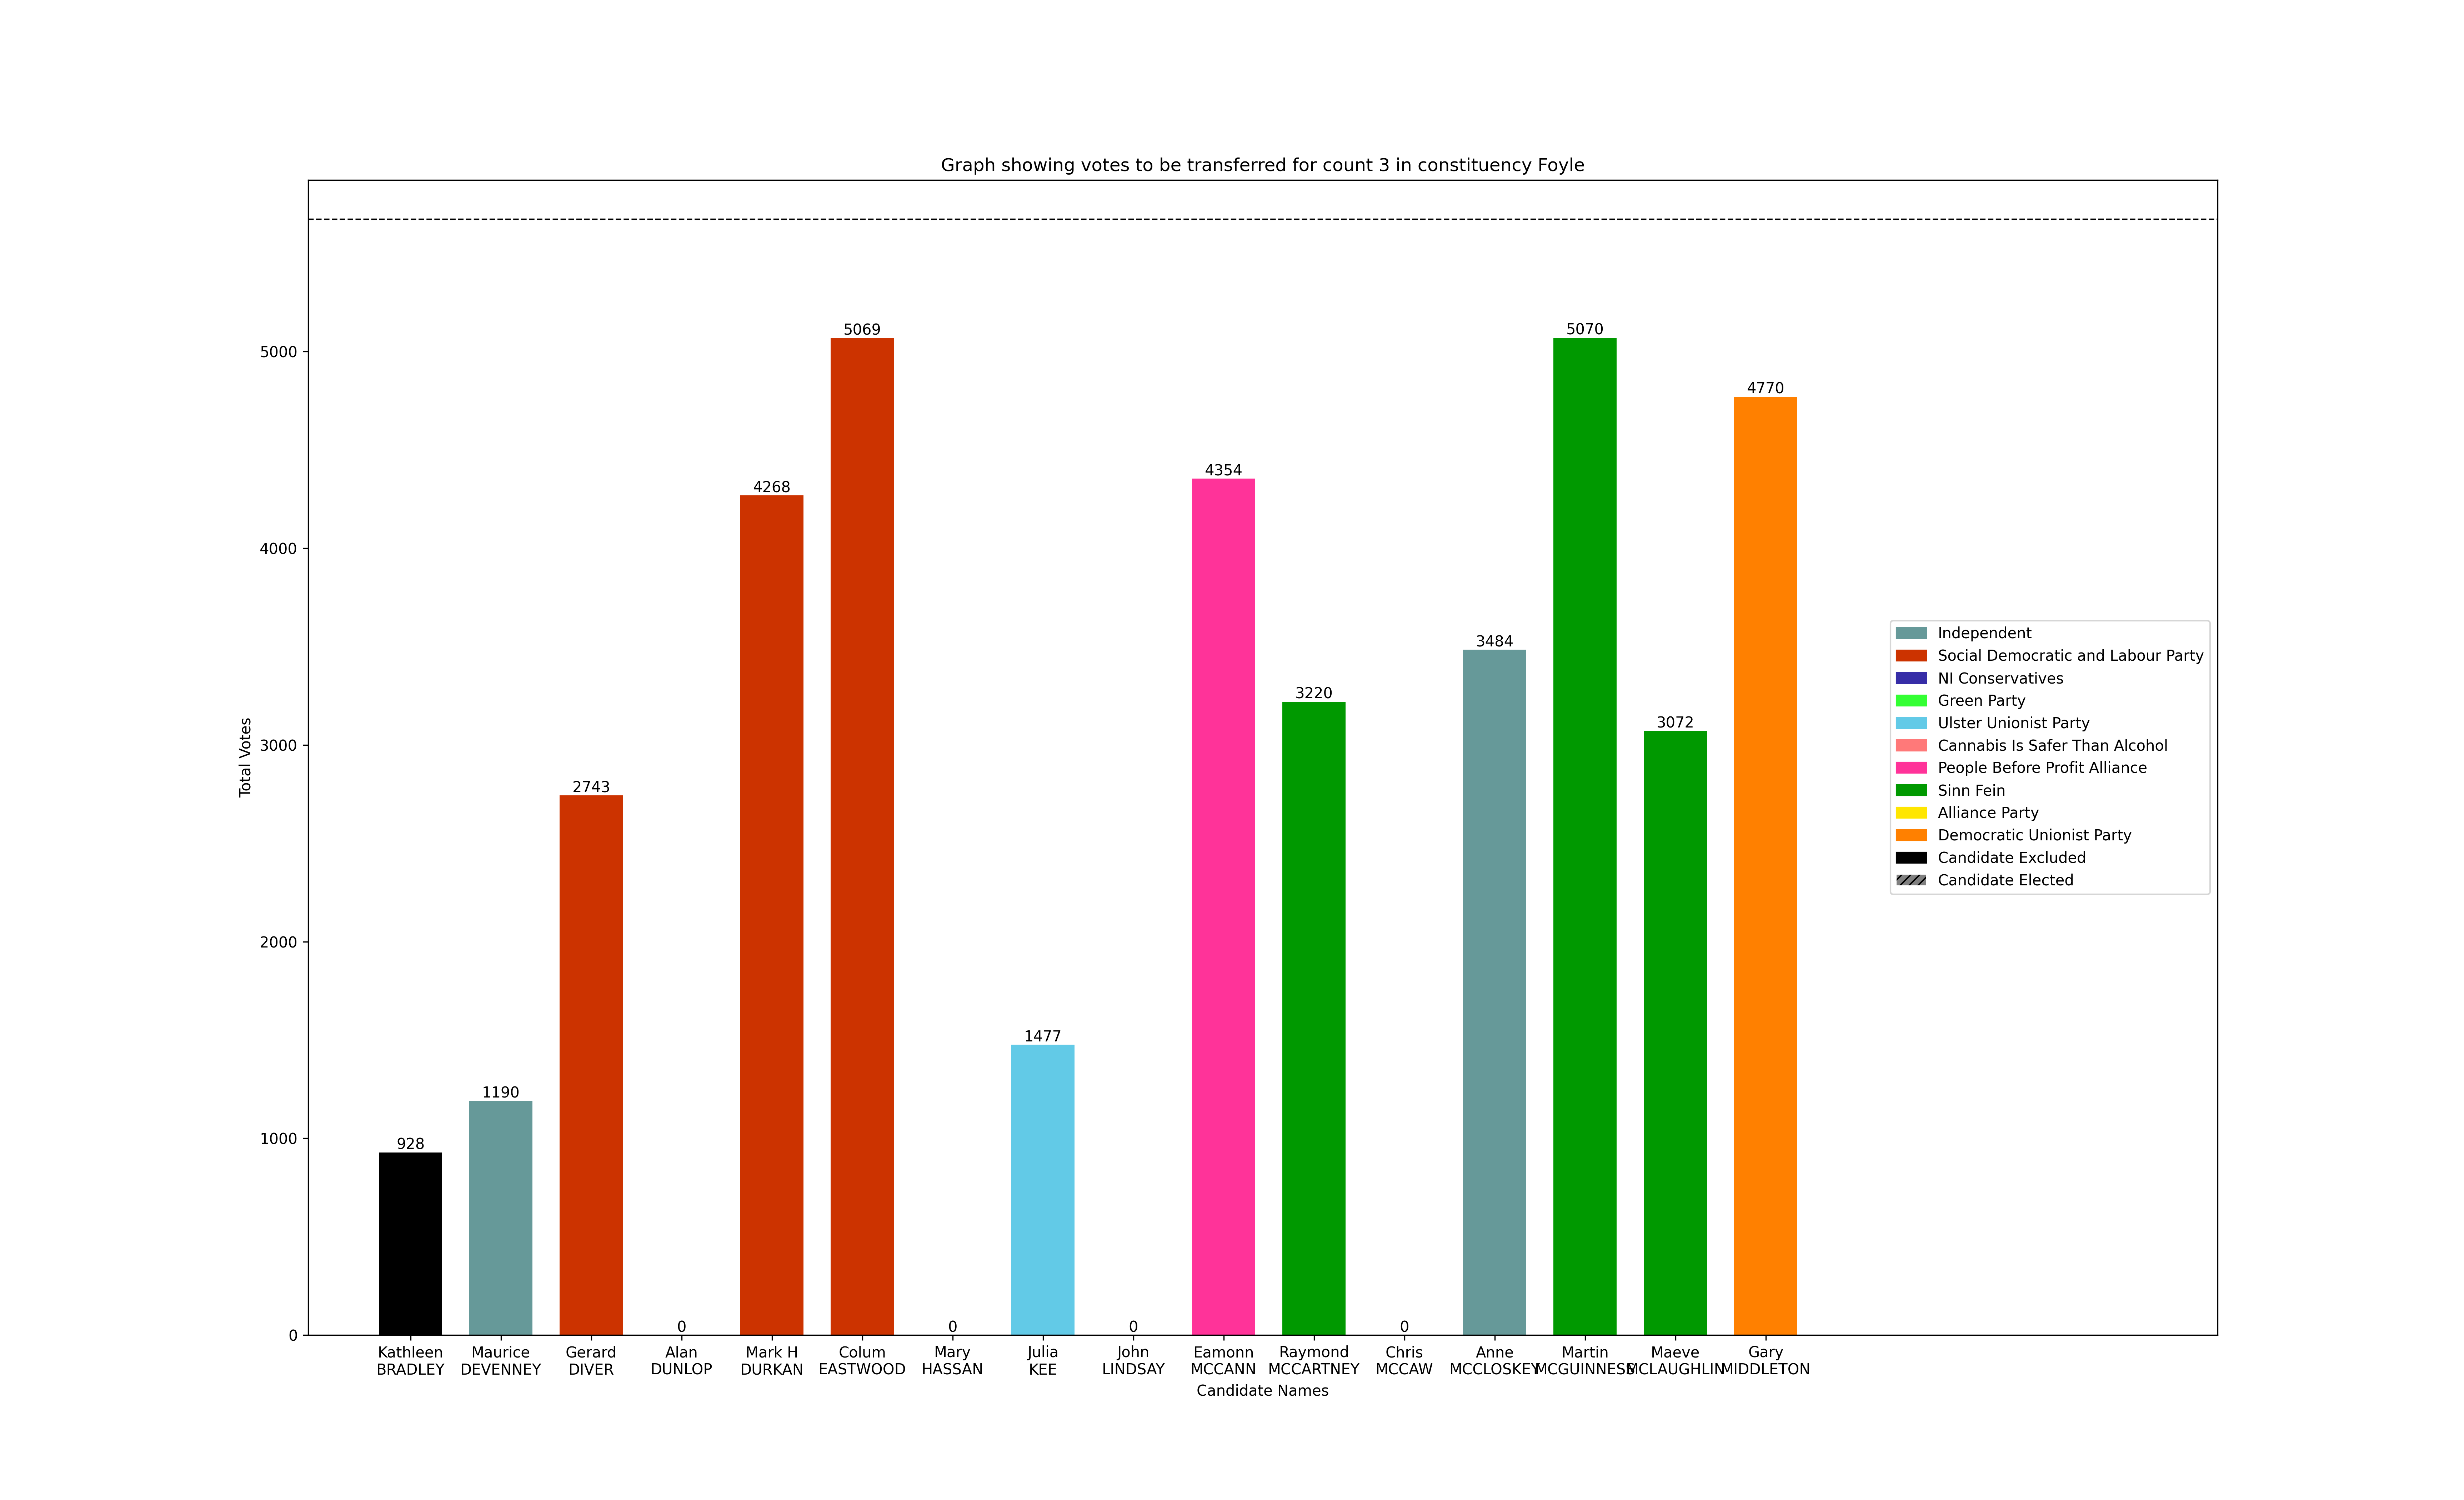 Graph showing votes to be transferred for count 3 in constituency Foyle
Total Votes
5000
4000
3000
2000
1000
0
928
1190
2743
0
4268
5069
0
1477
0
4354
3220
0
3484
5070
3072
4770
Kathleen
BRADLEY
Maurice
DEVENNEY
Gerard
DIVER
Alan
DUNLOP
Mark H
DURKAN
Colum
EASTWOOD
Mary
HASSAN
Julia
KEE
John
LINDSAY
Eamonn
MCCANN
Raymond
MCCARTNEY
Chris
MCCAW
Anne
MCCLOSKEY
Martin
MCGUINNESS
Maeve
MCLAUGHLIN
Gary
MIDDLETON
Candidate Names
Independent
Social Democratic and Labour Party
NI Conservatives
Green Party
Ulster Unionist Party
Cannabis Is Safer Than Alcohol
People Before Profit Alliance
Sinn Fein
Alliance Party
Democratic Unionist Party
Candidate Excluded
Candidate Elected